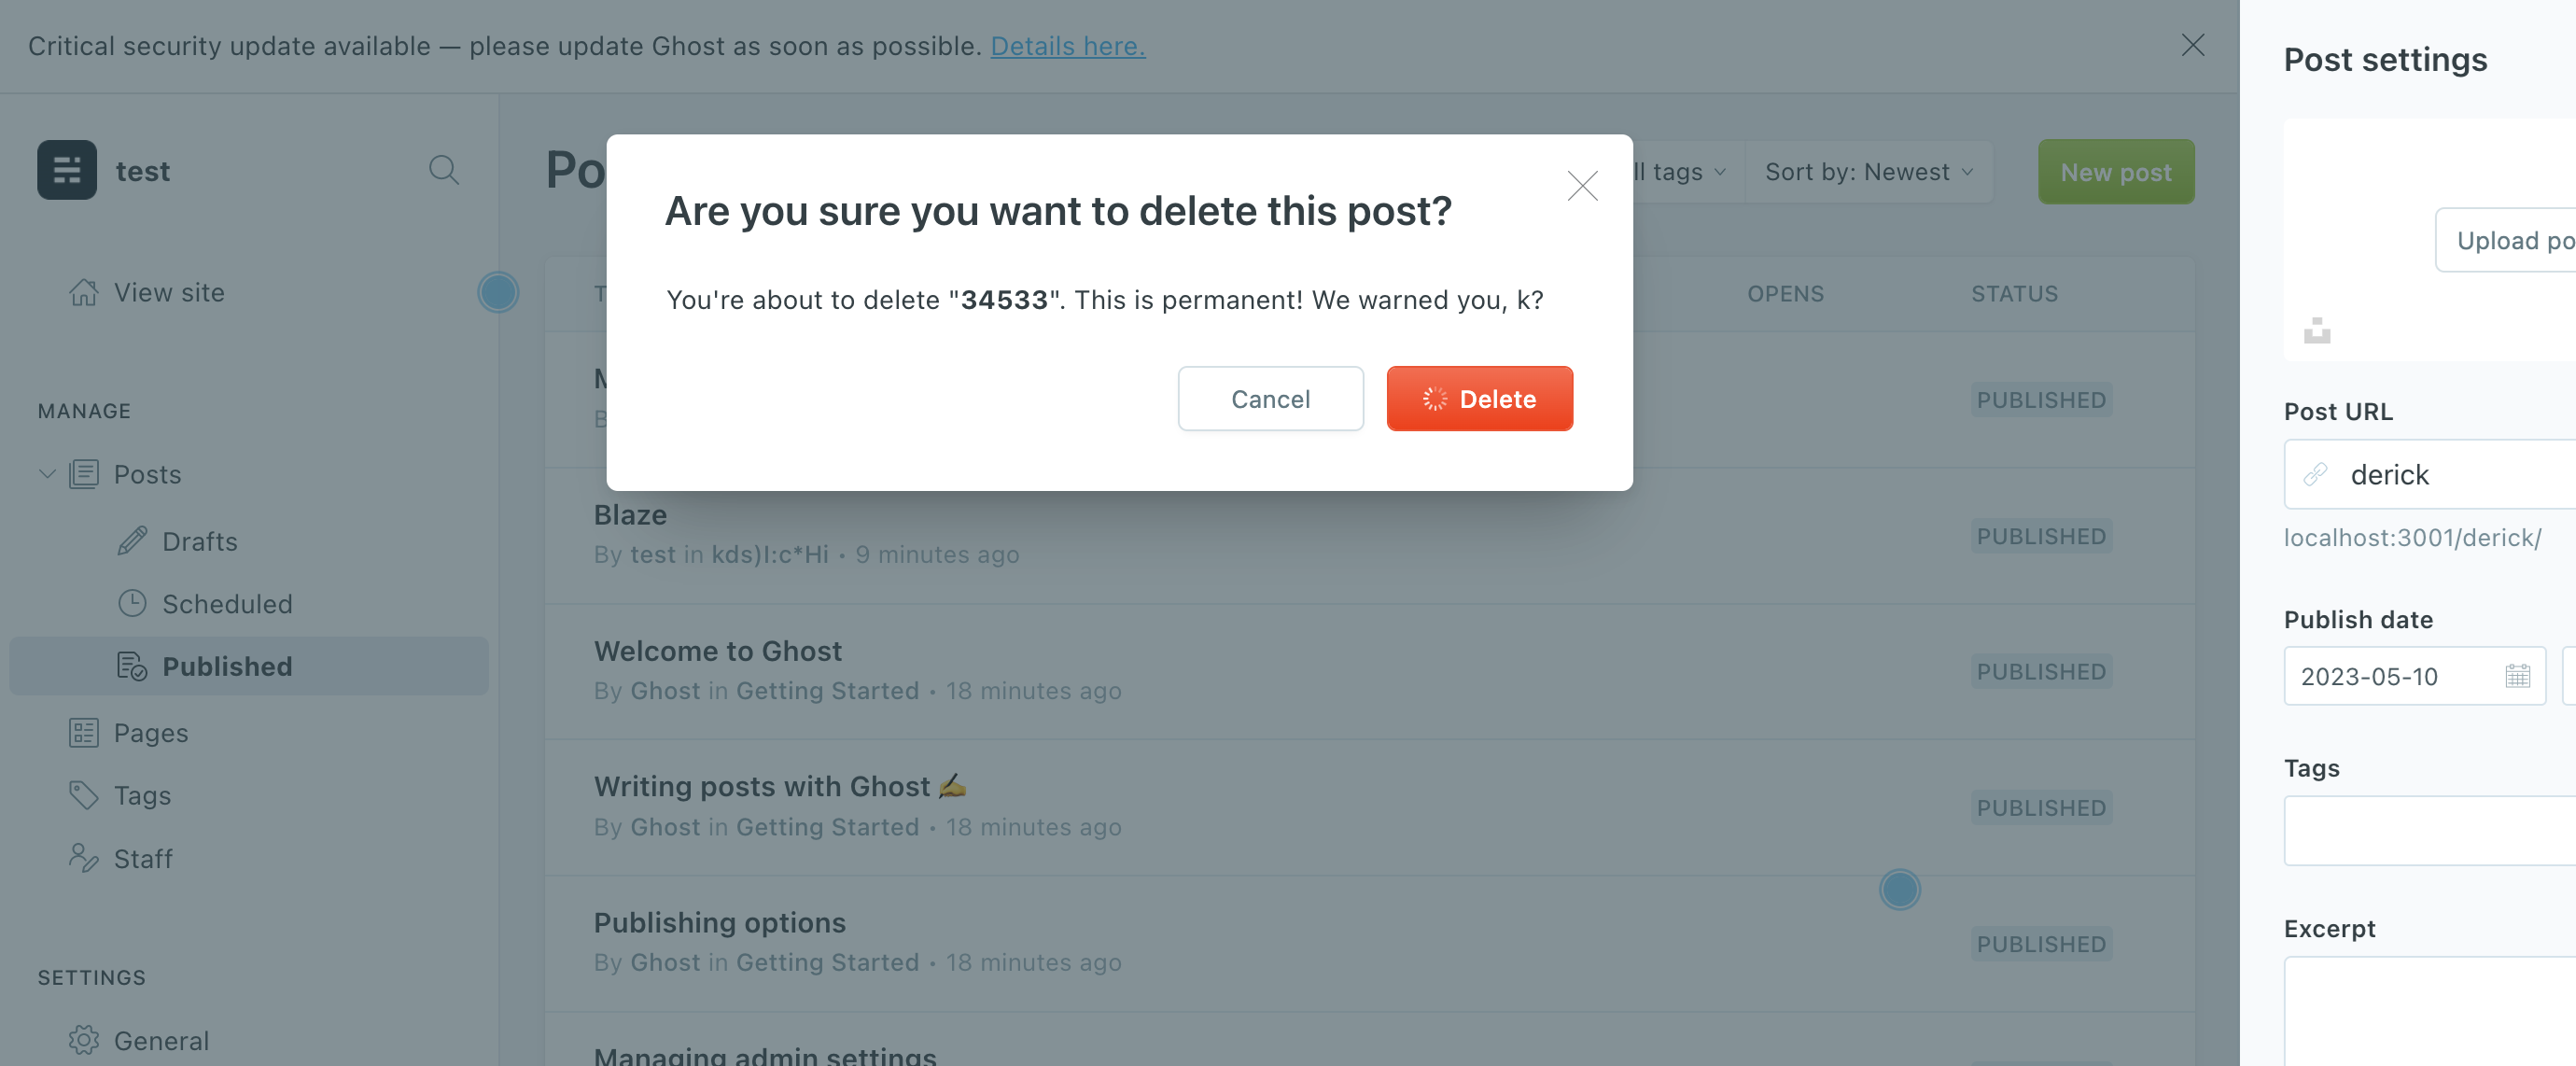 Critical security update available — please update Ghost as soon as possible. Details here.
test
View site
MANAGE
Posts
Drafts
Scheduled
Published
Pages
Tags
Staff
SETTINGS
General
Sort by: Newest
New post
OPENS
STATUS
PUBLISHED
Blaze
By test in kds)I:c*Hi • 9 minutes ago
PUBLISHED
Welcome to Ghost
By Ghost in Getting Started • 18 minutes ago
PUBLISHED
Writing posts with Ghost ✍️
By Ghost in Getting Started • 18 minutes ago
PUBLISHED
Publishing options
By Ghost in Getting Started • 18 minutes ago
PUBLISHED
Managing admin settings
Are you sure you want to delete this post?
You're about to delete "34533". This is permanent! We warned you, k?
Cancel
Delete
Post settings
Upload
Post URL
derick
localhost:3001/derick/
Publish date
2023-05-10
Tags
Excerpt